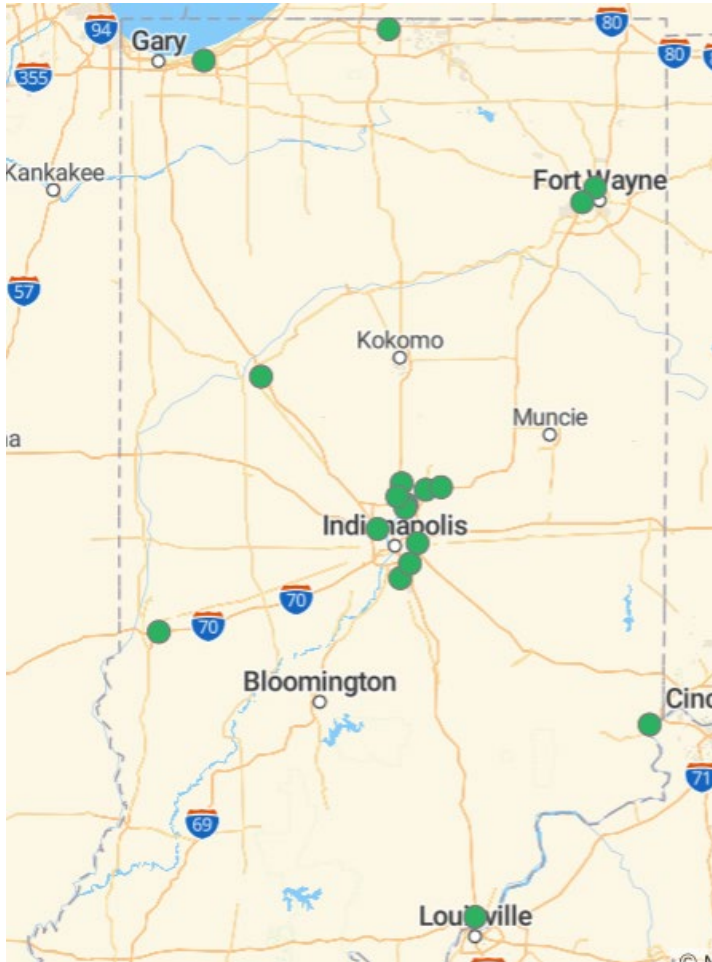 94
80
Gary
80
355
Kankakee
Fort Wayne
57
Kokomo
Muncie
na
Indianapolis
70
70
Bloomington
Cinc
71
69
Louisville
©